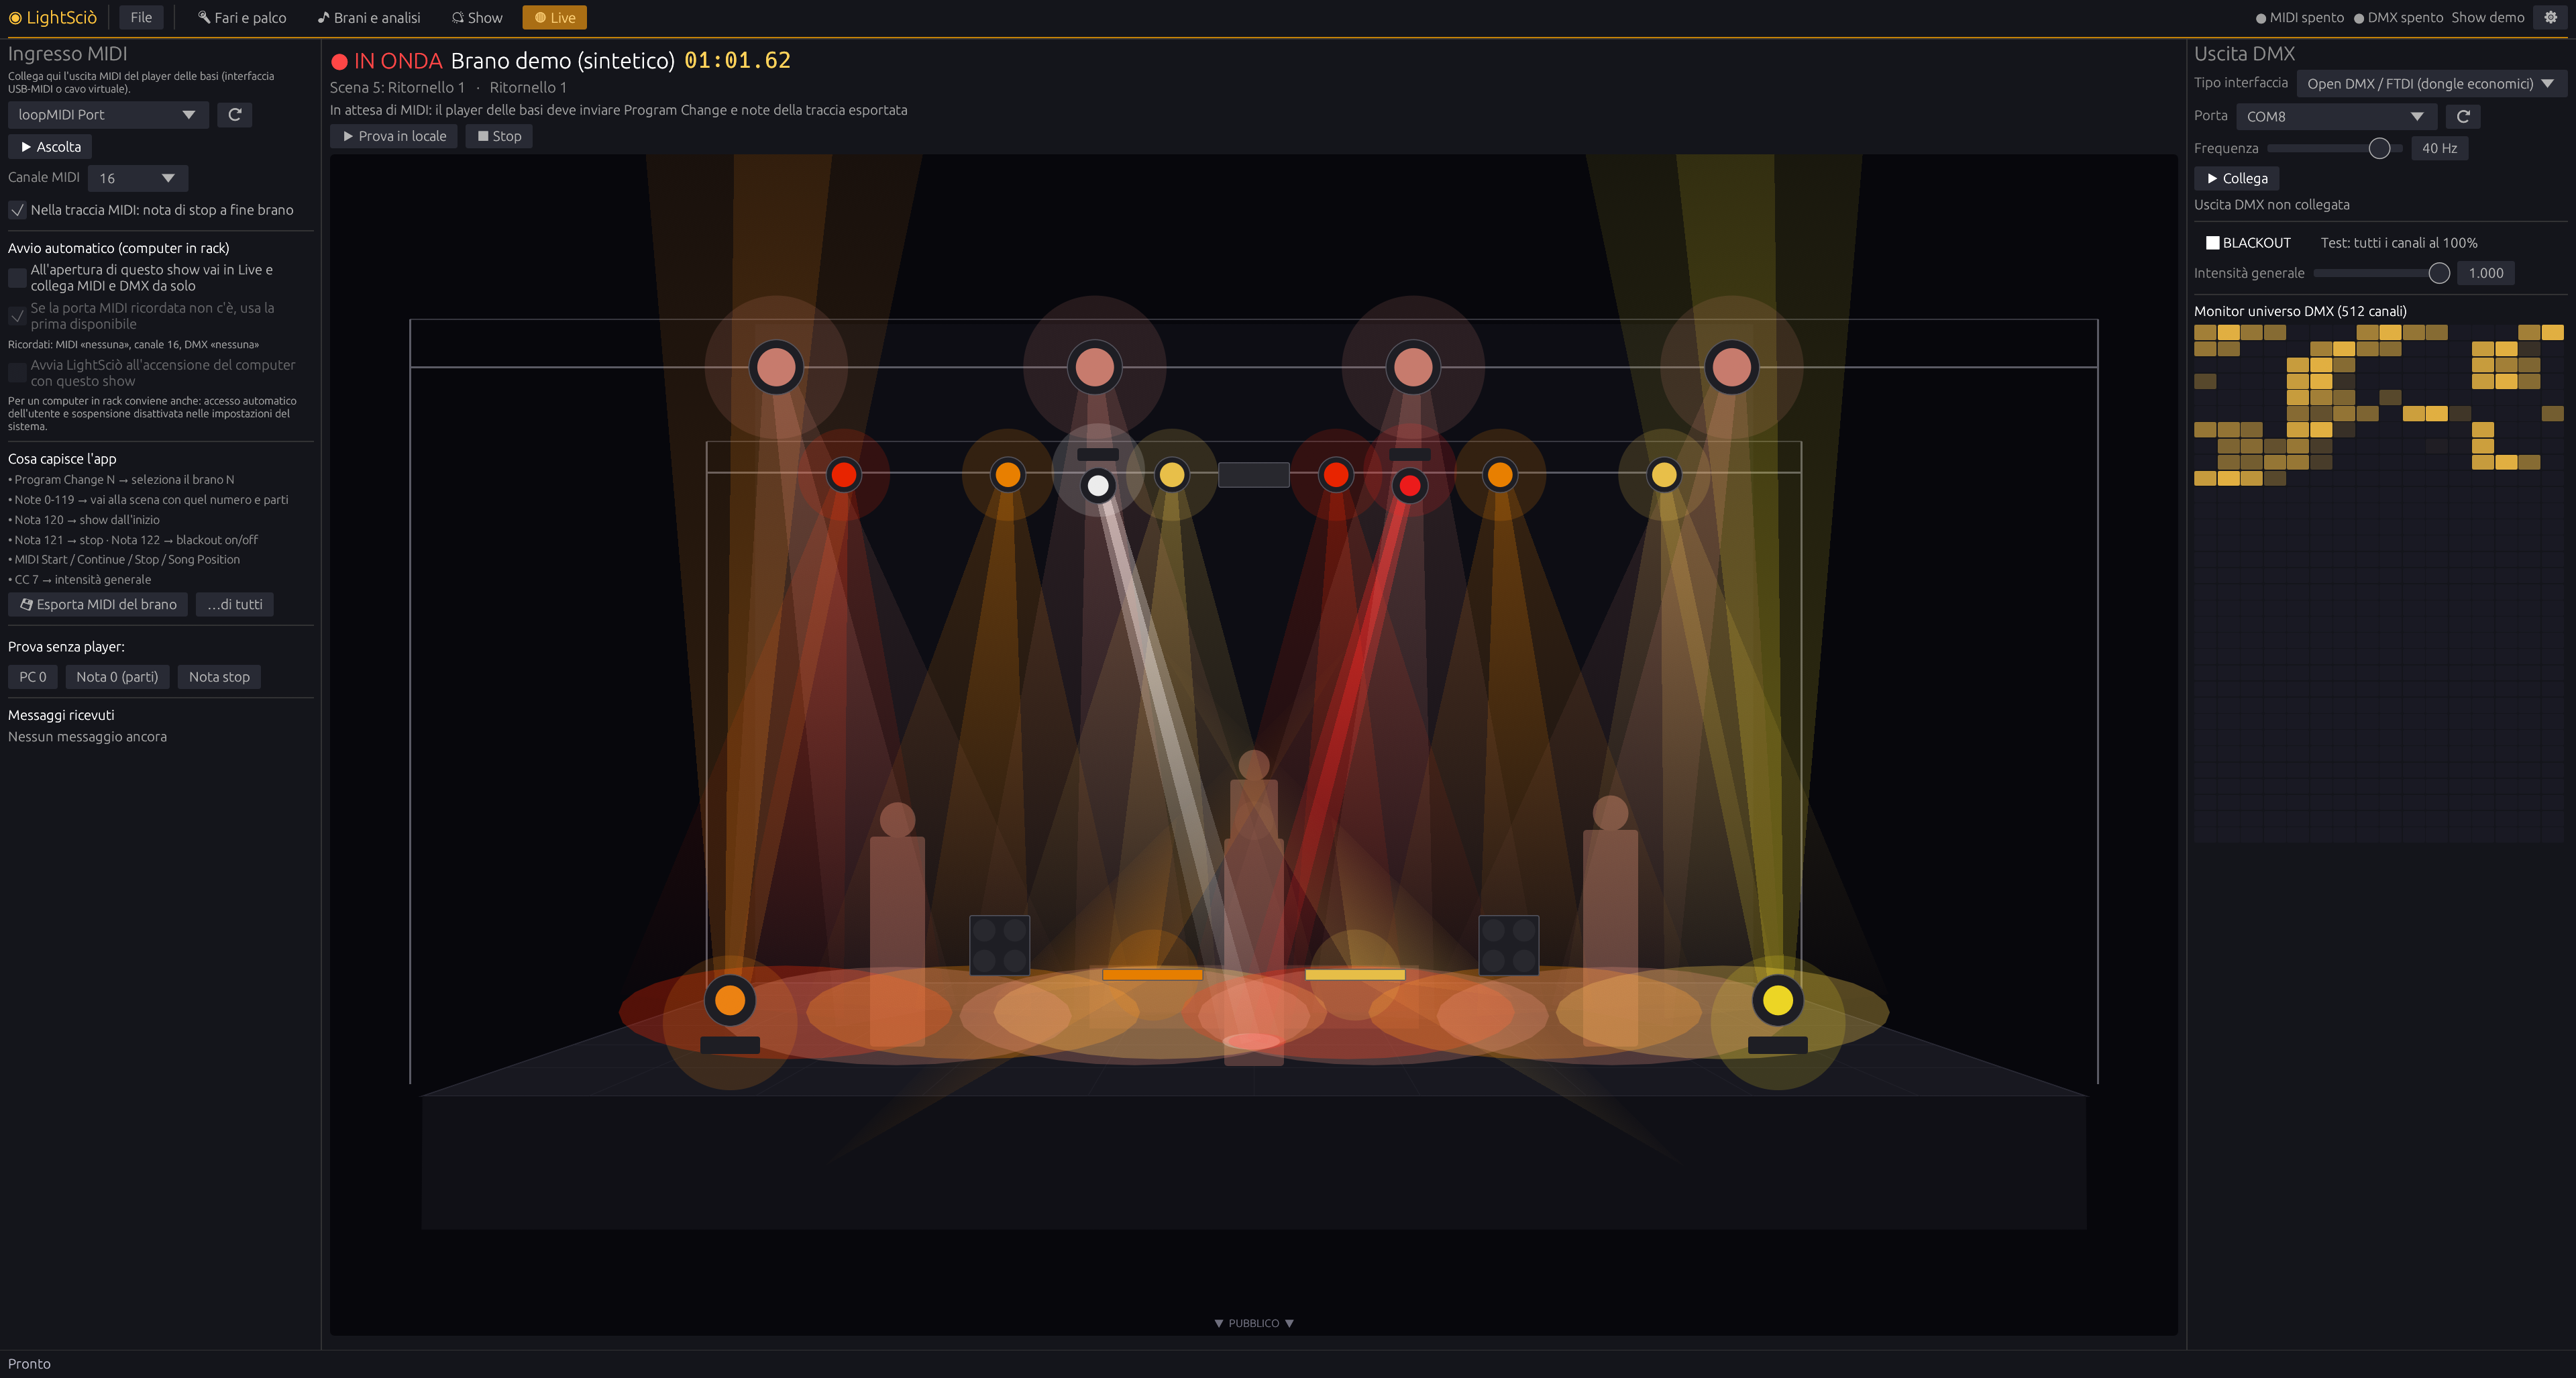 LightSciò File Fari e palco Brani e analisi Show Live MIDI spento DMX spento Show demo
Ingresso MIDI
Collega qui l'uscita MIDI del player delle basi (interfaccia
USB-MIDI o cavo virtuale).
loopMIDI Port
Ascolta
Canale MIDI 16
Nella traccia MIDI: nota di stop a fine brano
Avvio automatico (computer in rack)
All'apertura di questo show vai in Live e
collega MIDI e DMX da solo
Se la porta MIDI ricordata non c'è, usa la
prima disponibile
Ricordati: MIDI «nessuna», canale 16, DMX «nessuna»
Avvia LightSciò all'accensione del computer
con questo show
Per un computer in rack conviene anche: accesso automatico
dell'utente e sospensione disattivata nelle impostazioni del
sistema.
Cosa capisce l'app
• Program Change N → seleziona il brano N
• Note 0-119 → vai alla scena con quel numero e parti
• Nota 120 → show dall'inizio
• Nota 121 → stop · Nota 122 → blackout on/off
• MIDI Start / Continue / Stop / Song Position
• CC 7 → intensità generale
Esporta MIDI del brano ...di tutti
Prova senza player:
PC 0 Nota 0 (parti) Nota stop
Messaggi ricevuti
Nessun messaggio ancora
IN ONDA Brano demo (sintetico) 01:01.62
Scena 5: Ritornello 1 · Ritornello 1
In attesa di MIDI: il player delle basi deve inviare Program Change e note della traccia esportata
Prova in locale Stop
▼ PUBBLICO ▼
Uscita DMX
Tipo interfaccia Open DMX / FTDI (dongle economici)
Porta COM8
Frequenza 40 Hz
Collega
Uscita DMX non collegata
BLACKOUT Test: tutti i canali al 100%
Intensità generale 1.000
Monitor universo DMX (512 canali)
Pronto